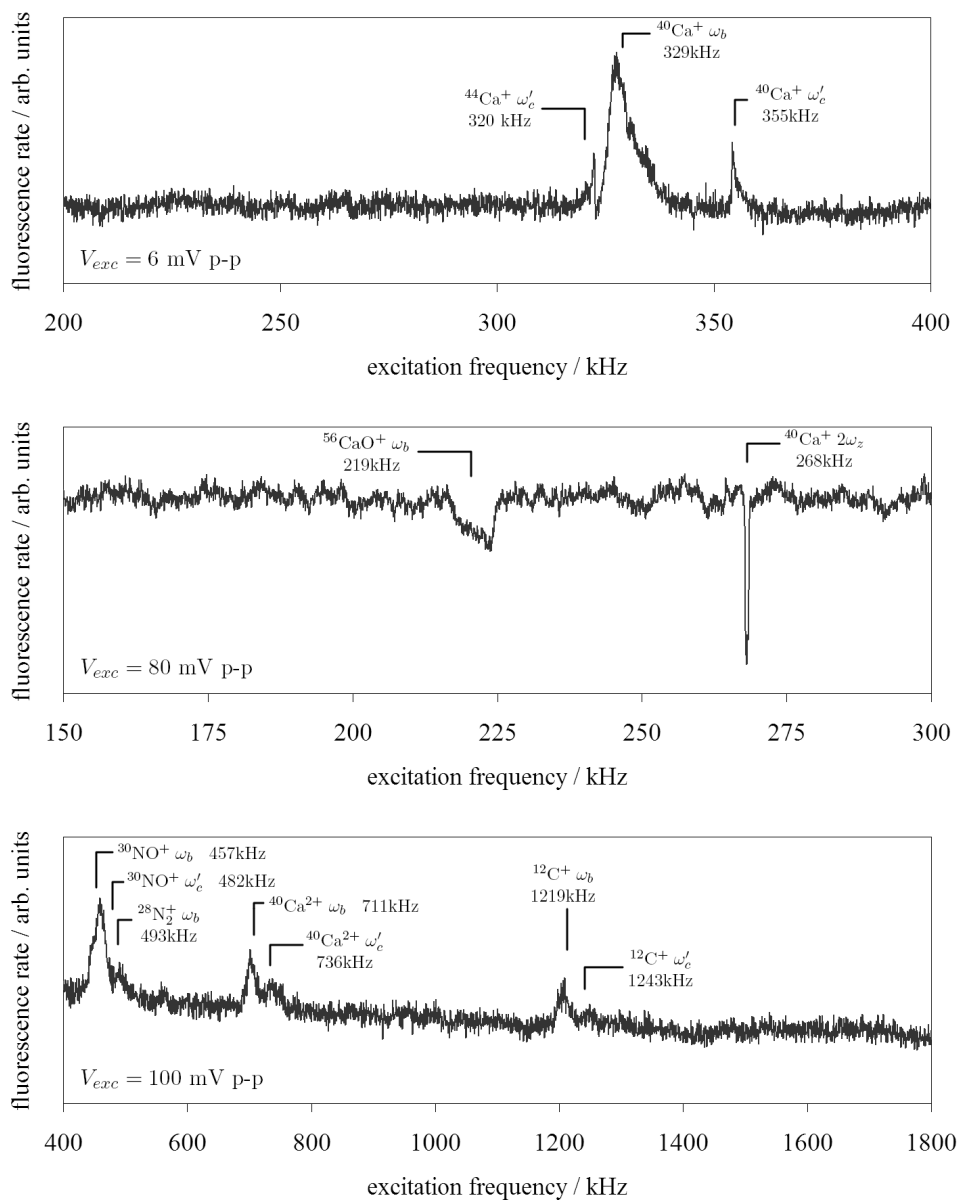 fluorescence rate / arb. units
⁴⁰Ca⁺ ω_b
329kHz
⁴⁴Ca⁺ ω′_c
320 kHz
⁴⁰Ca⁺ ω′_c
355kHz
V_exc = 6 mV p-p
200 250 300 350 400
excitation frequency / kHz
fluorescence rate / arb. units
⁵⁶CaO⁺ ω_b
219kHz
⁴⁰Ca⁺ 2ω_z
268kHz
V_exc = 80 mV p-p
150 175 200 225 250 275 300
excitation frequency / kHz
fluorescence rate / arb. units
³⁰NO⁺ ω_b 457kHz
³⁰NO⁺ ω′_c 482kHz
²⁸N₂⁺ ω_b
493kHz
⁴⁰Ca²⁺ ω_b 711kHz
⁴⁰Ca²⁺ ω′_c
736kHz
¹²C⁺ ω_b
1219kHz
¹²C⁺ ω′_c
1243kHz
V_exc = 100 mV p-p
400 600 800 1000 1200 1400 1600 1800
excitation frequency / kHz